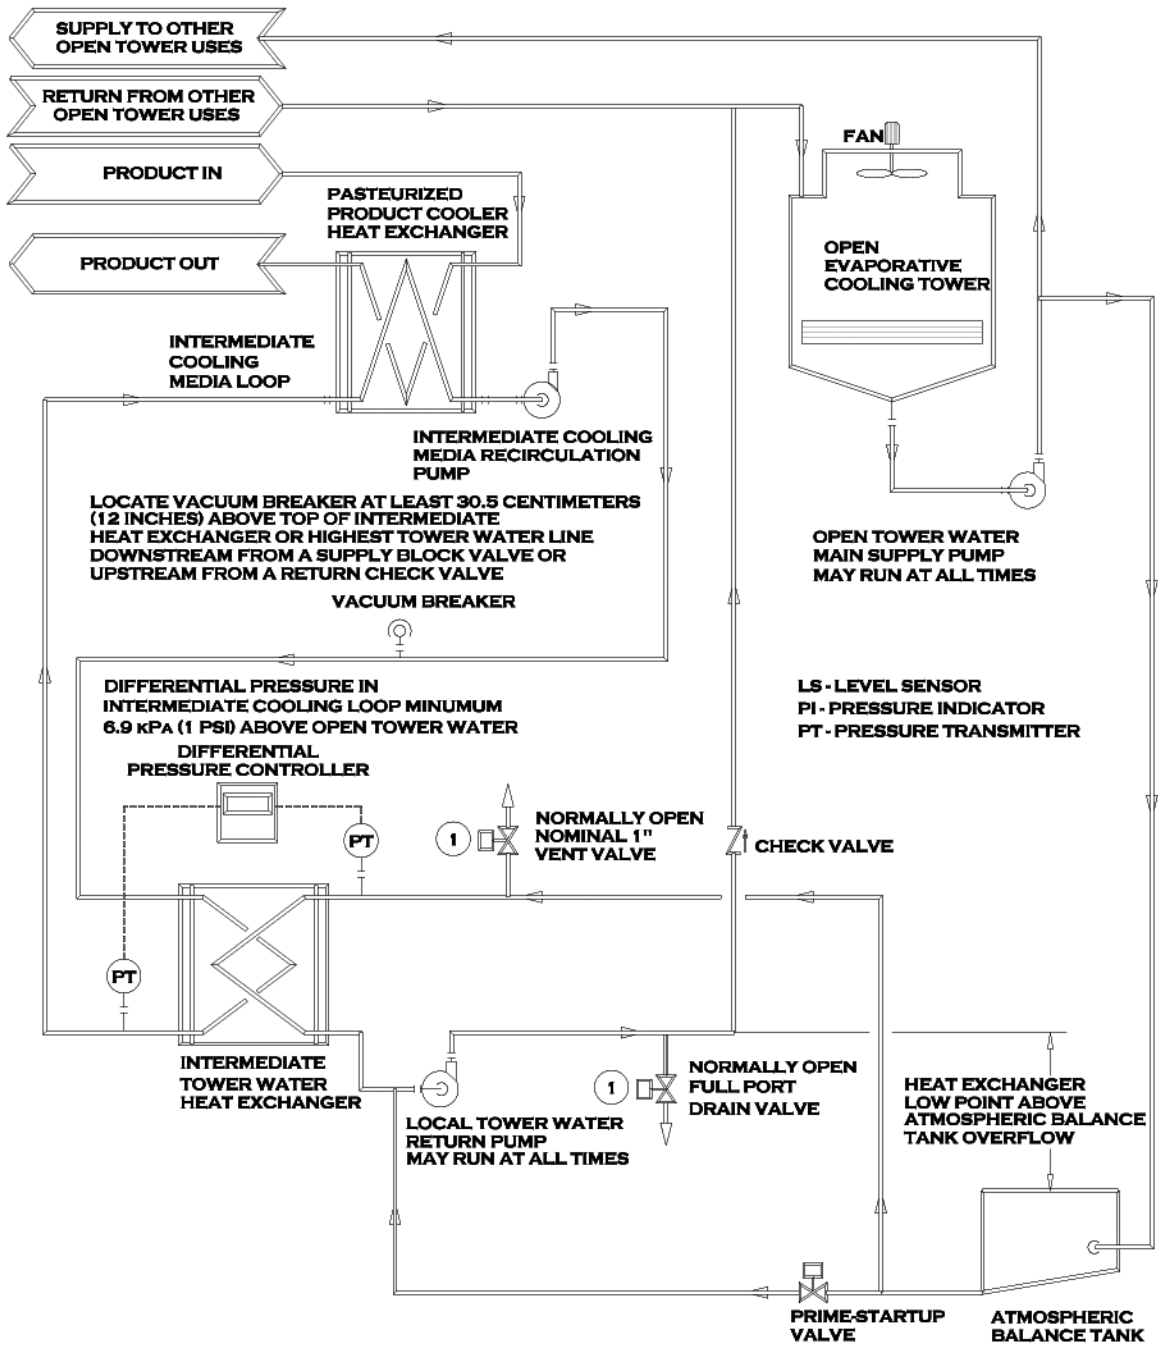 SUPPLY TO OTHER
OPEN TOWER USES
RETURN FROM OTHER
OPEN TOWER USES
PRODUCT IN
PRODUCT OUT
PASTEURIZED
PRODUCT COOLER
HEAT EXCHANGER
FAN
OPEN
EVAPORATIVE
COOLING TOWER
INTERMEDIATE
COOLING
MEDIA LOOP
INTERMEDIATE COOLING
MEDIA RECIRCULATION
PUMP
LOCATE VACUUM BREAKER AT LEAST 30.5 CENTIMETERS
(12 INCHES) ABOVE TOP OF INTERMEDIATE
HEAT EXCHANGER OR HIGHEST TOWER WATER LINE
DOWNSTREAM FROM A SUPPLY BLOCK VALVE OR
UPSTREAM FROM A RETURN CHECK VALVE
OPEN TOWER WATER
MAIN SUPPLY PUMP
MAY RUN AT ALL TIMES
VACUUM BREAKER
DIFFERENTIAL PRESSURE IN
INTERMEDIATE COOLING LOOP MINUMUM
6.9 KPA (1 PSI) ABOVE OPEN TOWER WATER
LS - LEVEL SENSOR
PI - PRESSURE INDICATOR
PT - PRESSURE TRANSMITTER
DIFFERENTIAL
PRESSURE CONTROLLER
PT
1
NORMALLY OPEN
NOMINAL 1"
VENT VALVE
CHECK VALVE
PT
INTERMEDIATE
TOWER WATER
HEAT EXCHANGER
LOCAL TOWER WATER
RETURN PUMP
MAY RUN AT ALL TIMES
1
NORMALLY OPEN
FULL PORT
DRAIN VALVE
HEAT EXCHANGER
LOW POINT ABOVE
ATMOSPHERIC BALANCE
TANK OVERFLOW
PRIME-STARTUP
VALVE
ATMOSPHERIC
BALANCE TANK